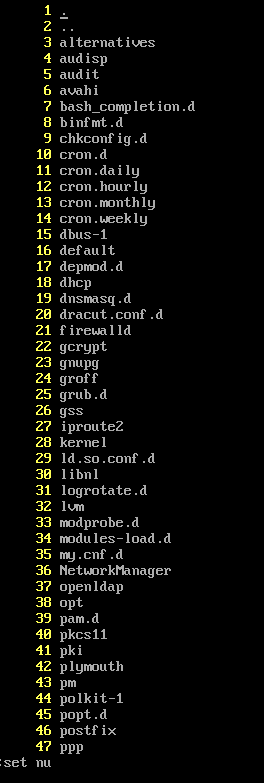 1 .
2 ..
3 alternatives
4 audisp
5 audit
6 avahi
7 bash_completion.d
8 binfmt.d
9 chkconfig.d
10 cron.d
11 cron.daily
12 cron.hourly
13 cron.monthly
14 cron.weekly
15 dbus-1
16 default
17 depmod.d
18 dhcp
19 dnsmasq.d
20 dracut.conf.d
21 firewalld
22 gcrypt
23 gnupg
24 groff
25 grub.d
26 gss
27 iproute2
28 kernel
29 ld.so.conf.d
30 libnl
31 logrotate.d
32 lvm
33 modprobe.d
34 modules-load.d
35 my.cnf.d
36 NetworkManager
37 openldap
38 opt
39 pam.d
40 pkcs11
41 pki
42 plymouth
43 pm
44 polkit-1
45 popt.d
46 postfix
47 ppp
:set nu